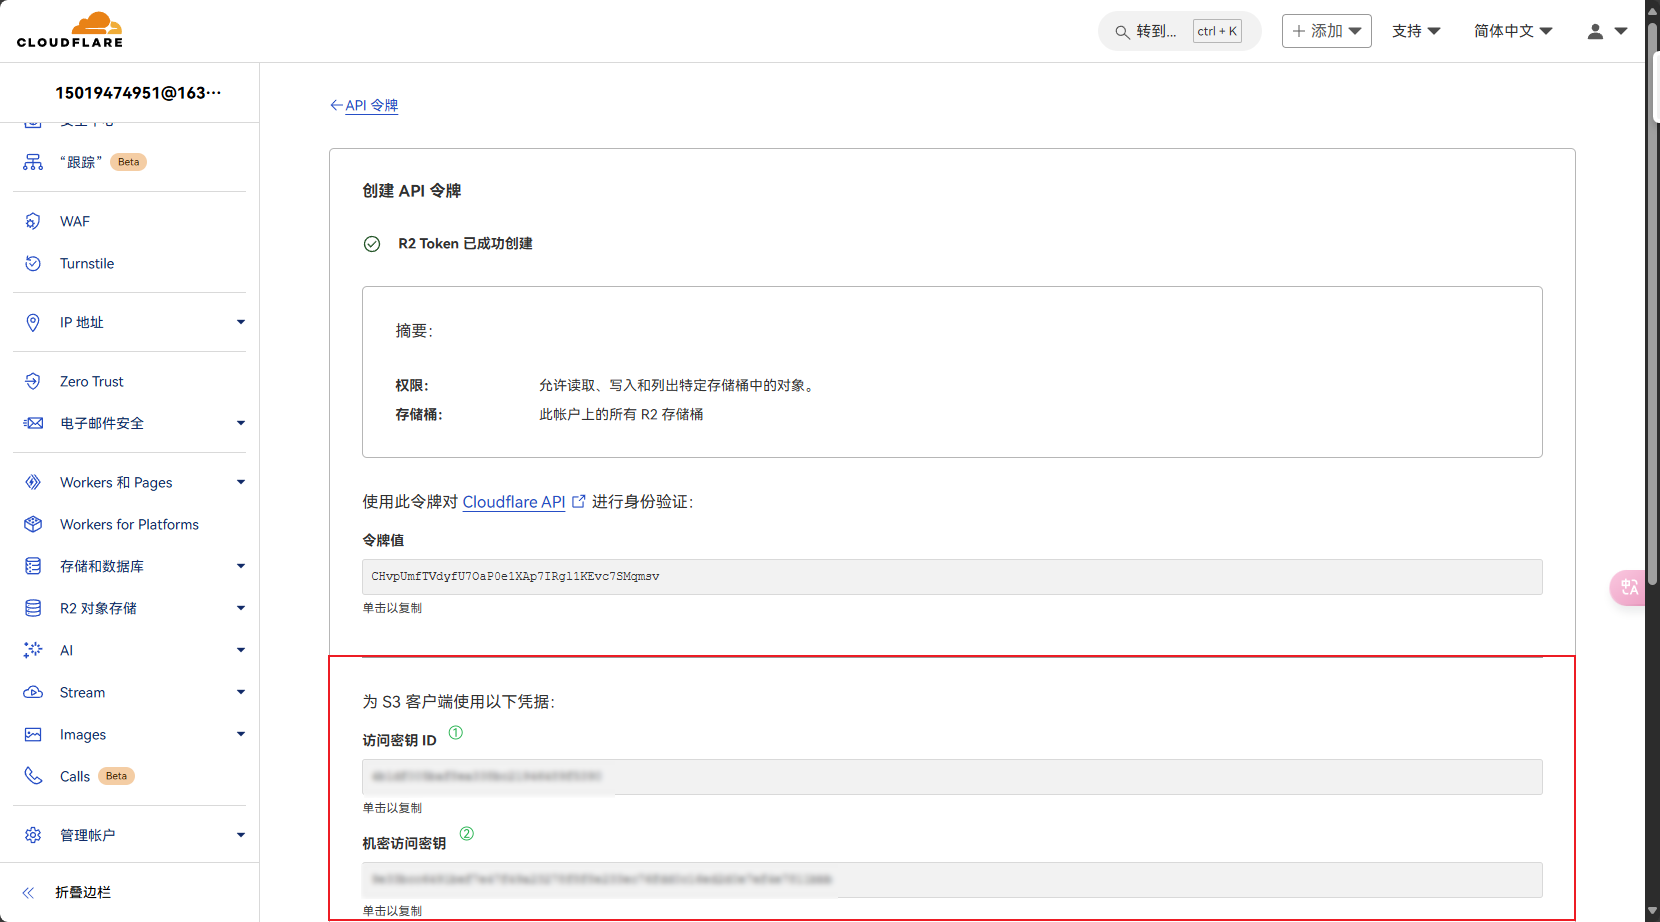 CLOUDFLARE
转到...
ctrl + K
添加
支持
简体中文
15019474951@163···
“跟踪”
Beta
WAF
Turnstile
IP 地址
Zero Trust
电子邮件安全
Workers 和 Pages
Workers for Platforms
存储和数据库
R2 对象存储
AI
Stream
Images
Calls
Beta
管理帐户
折叠边栏
API 令牌
创建 API 令牌
R2 Token 已成功创建
摘要：
权限： 允许读取、写入和列出特定存储桶中的对象。
存储桶： 此帐户上的所有 R2 存储桶
使用此令牌对 Cloudflare API 进行身份验证：
令牌值
CHvpUmfTVdyfU7OaP0e1XAp7IRgl1KEvc7SMqmsv
单击以复制
为 S3 客户端使用以下凭据：
访问密钥 ID ①
单击以复制
机密访问密钥 ②
单击以复制
中A